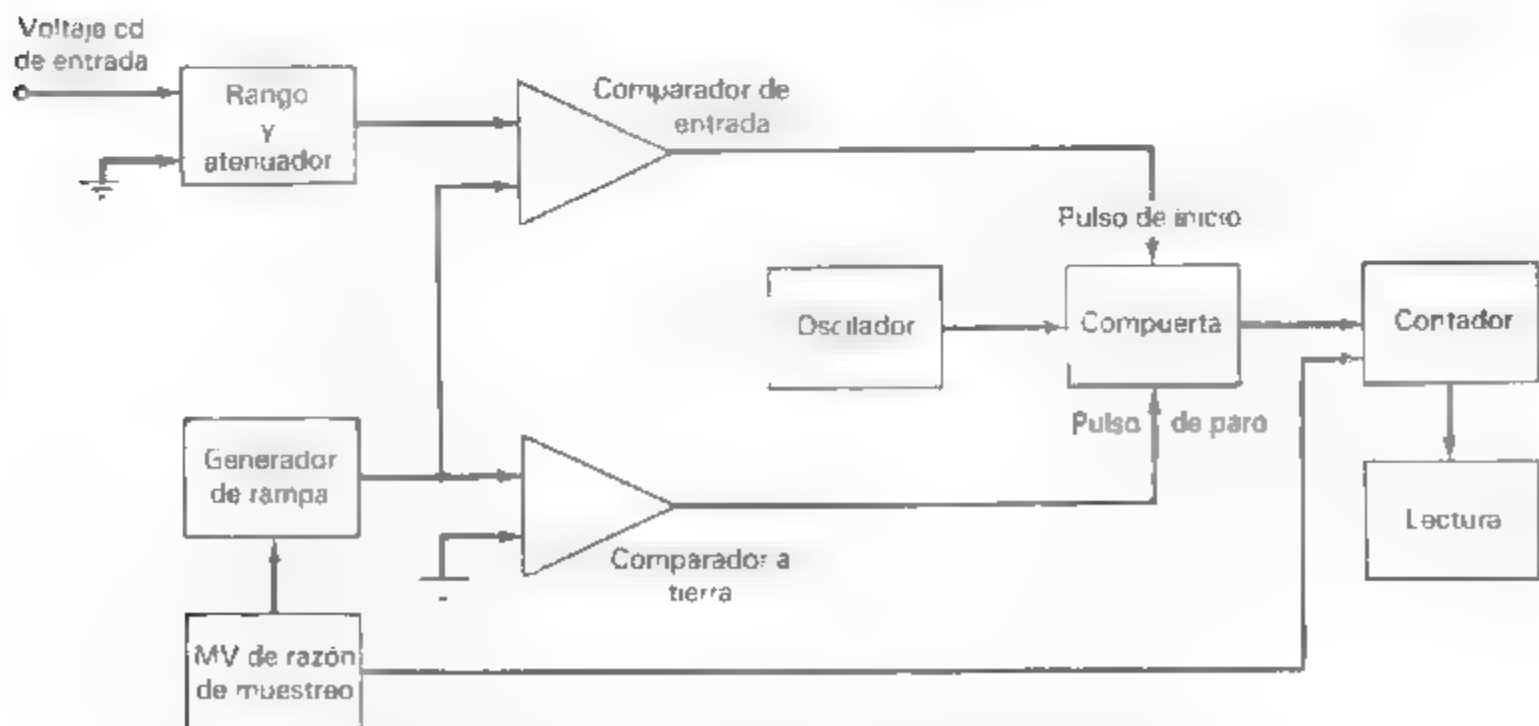 Voltaje cd
de entrada
Rango
y
atenuador
Comparador de
entrada
Pulso de inicio
Oscilador
Compuerta
Contador
Pulso de paro
Generador
de rampa
Lectura
Comparador a
tierra
MV de razón
de muestreo